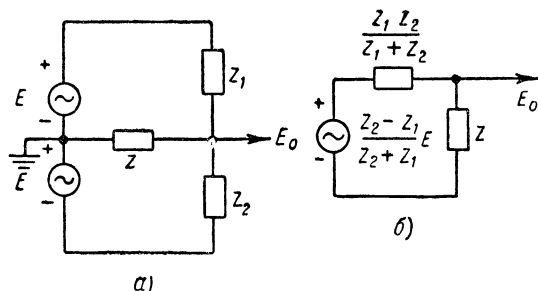 +
E
-
+
E
-
Z
Z₁
E₀
Z₂
а)
Z₁ Z₂
Z₁ + Z₂
+
-
Z₂ - Z₁
Z₂ + Z₁
E
Z
E₀
б)